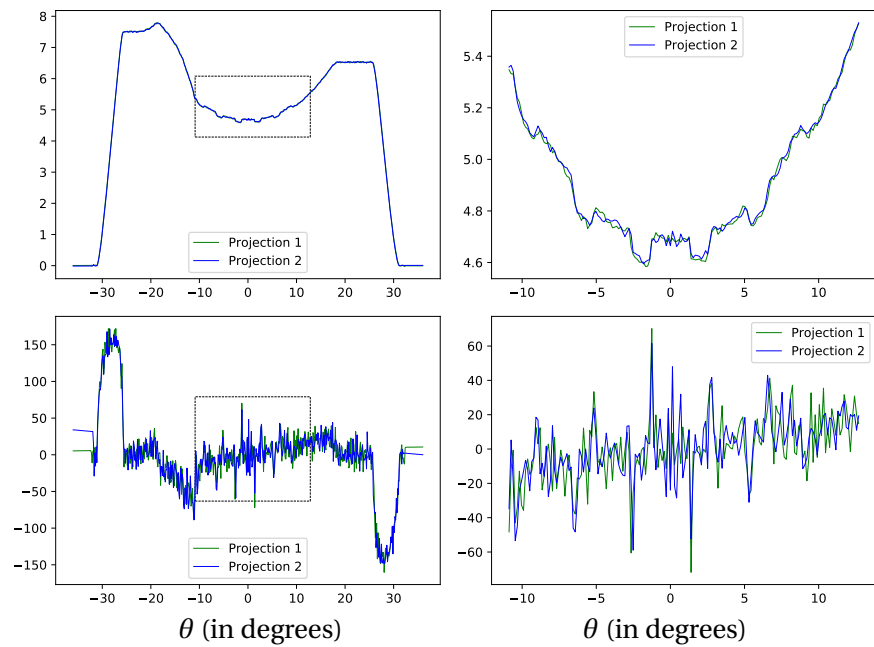 8
7
6
5
4
3
2
1
0
Projection 1
Projection 2
−30 −20 −10 0 10 20 30
5.4
5.2
5.0
4.8
4.6
Projection 1
Projection 2
−10 −5 0 5 10
150
100
50
0
−50
−100
−150
Projection 1
Projection 2
−30 −20 −10 0 10 20 30
θ (in degrees)
60
40
20
0
−20
−40
−60
Projection 1
Projection 2
−10 −5 0 5 10
θ (in degrees)